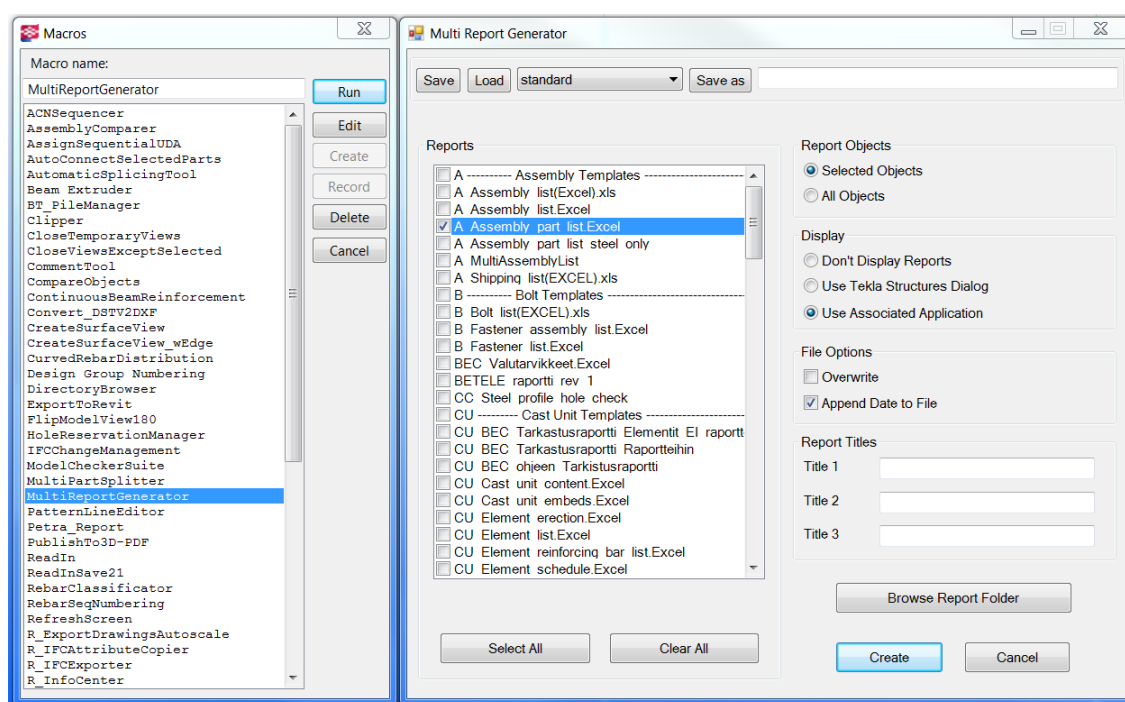 Macros
Macro name:
MultiReportGenerator
Run
Edit
Create
Record
Delete
Cancel
ACNSequencer
AssemblyComparer
AssignSequentialUDA
AutoConnectSelectedParts
AutomaticSplicingTool
Beam Extruder
BT_PileManager
Clipper
CloseTemporaryViews
CloseViewsExceptSelected
CommentTool
CompareObjects
ContinuousBeamReinforcement
Convert_DSTV2DXF
CreateSurfaceView
CreateSurfaceView_wEdge
CurvedRebarDistribution
Design Group Numbering
DirectoryBrowser
ExportToRevit
FlipModelView180
HoleReservationManager
IFCChangeManagement
ModelCheckerSuite
MultiPartSplitter
MultiReportGenerator
PatternLineEditor
Petra_Report
PublishTo3D-PDF
ReadIn
ReadInSave21
RebarClassificator
RebarSeqNumbering
RefreshScreen
R_ExportDrawingsAutoscale
R_IFCAttributeCopier
R_IFCExporter
R_InfoCenter
Multi Report Generator
Save Load standard Save as
Reports
A ---------- Assembly Templates ----------------------
A Assembly list(Excel).xls
A Assembly list.Excel
A Assembly part list.Excel
A Assembly part list steel only
A MultiAssemblyList
A Shipping list(EXCEL).xls
B ---------- Bolt Templates ------------------------------
B Bolt list(EXCEL).xls
B Fastener assembly list.Excel
B Fastener list.Excel
BEC Valutarvikkeet.Excel
BETELE raportti rev 1
CC Steel profile hole check
CU --------- Cast Unit Templates ----------------------
CU BEC Tarkastusraportti Elementit EI raportt
CU BEC Tarkastusraportti Raportteihin
CU BEC ohjeen Tarkistusraportti
CU Cast unit content.Excel
CU Cast unit embeds.Excel
CU Element erection.Excel
CU Element list.Excel
CU Element reinforcing bar list.Excel
CU Element schedule.Excel
Select All Clear All
Report Objects
Selected Objects
All Objects
Display
Don't Display Reports
Use Tekla Structures Dialog
Use Associated Application
File Options
Overwrite
Append Date to File
Report Titles
Title 1
Title 2
Title 3
Browse Report Folder
Create Cancel